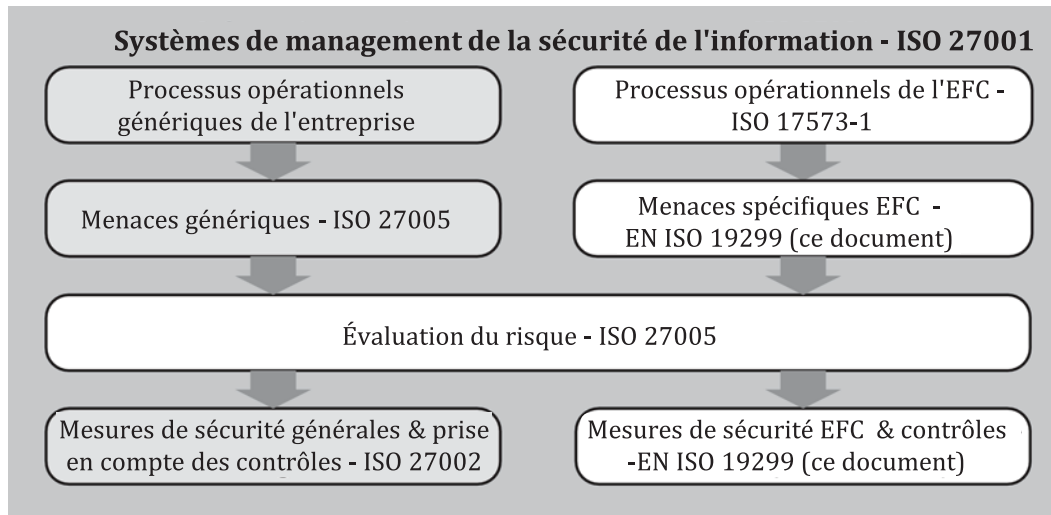 Systèmes de management de la sécurité de l'information - ISO 27001
Processus opérationnels
génériques de l'entreprise
Processus opérationnels de l'EFC -
ISO 17573-1
Menaces génériques - ISO 27005
Menaces spécifiques EFC -
EN ISO 19299 (ce document)
Évaluation du risque - ISO 27005
Mesures de sécurité générales & prise
en compte des contrôles - ISO 27002
Mesures de sécurité EFC & contrôles
-EN ISO 19299 (ce document)